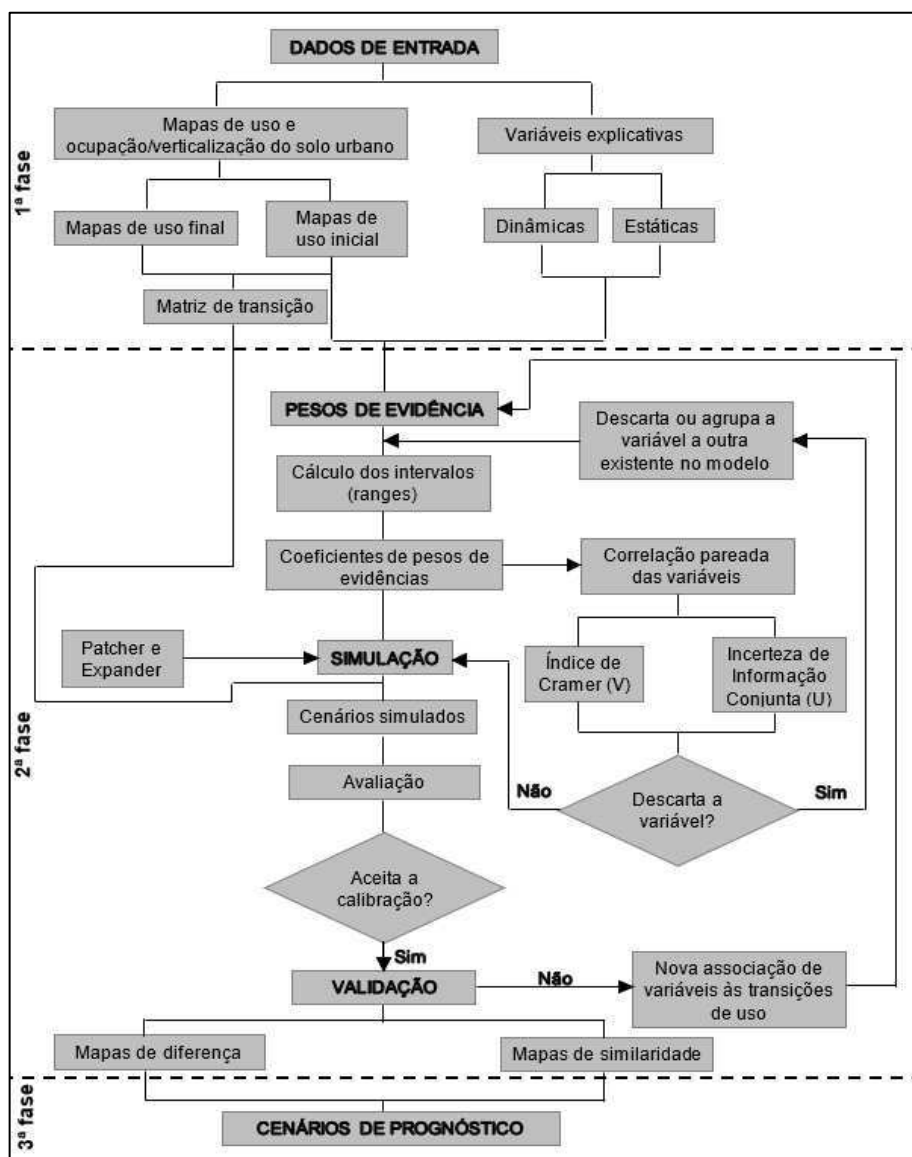 DADOS DE ENTRADA
Mapas de uso e
ocupação/verticalização do solo urbano
Variáveis explicativas
1ª fase
Mapas de uso final
Mapas de
uso inicial
Dinâmicas
Estáticas
Matriz de transição
PESOS DE EVIDÊNCIA
Descarta ou agrupa a
variável a outra
existente no modelo
Cálculo dos intervalos
(ranges)
Coeficientes de pesos de
evidências
Correlação pareada
das variáveis
Patcher e
Expander
SIMULAÇÃO
Índice de
Cramer (V)
Incerteza de
Informação
Conjunta (U)
2ª fase
Cenários simulados
Avaliação
Não
Descarta a
variável?
Sim
Aceita a
calibração?
Sim
VALIDAÇÃO
Não
Nova associação de
variáveis às transições
de uso
Mapas de diferença
Mapas de similaridade
3ª fase
CENÁRIOS DE PROGNÓSTICO